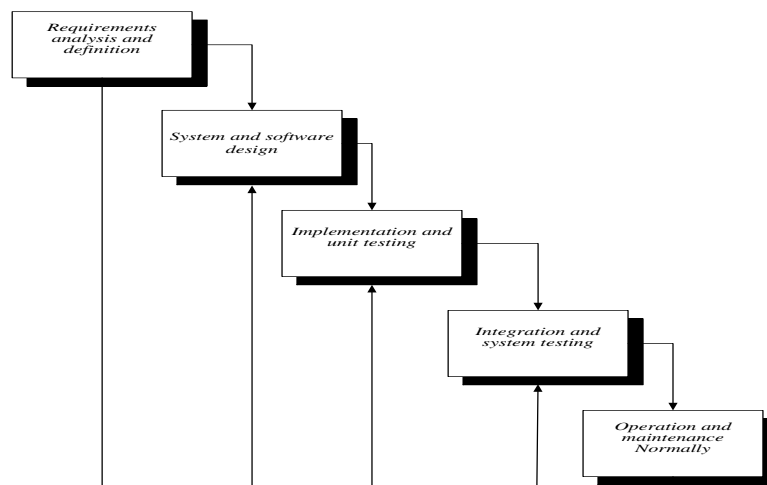 Requirements
analysis and
definition
System and software
design
Implementation and
unit testing
Integration and
system testing
Operation and
maintenance
Normally